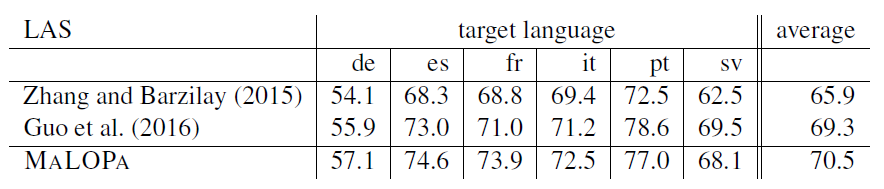 LAS target language average
de es fr it pt sv
Zhang and Barzilay (2015) 54.1 68.3 68.8 69.4 72.5 62.5 65.9
Guo et al. (2016) 55.9 73.0 71.0 71.2 78.6 69.5 69.3
MALOPA 57.1 74.6 73.9 72.5 77.0 68.1 70.5